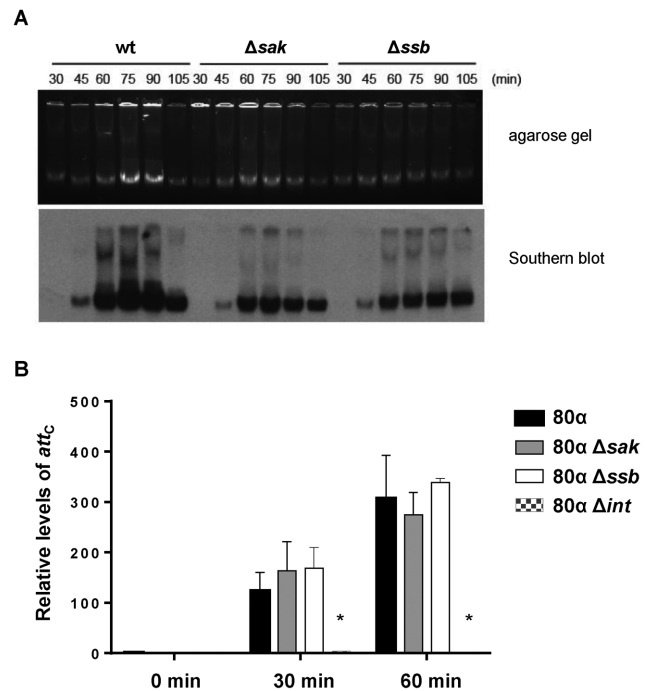 A
wt Δsak Δssb
30 45 60 75 90 105 30 45 60 75 90 105 30 45 60 75 90 105 (min)
agarose gel
Southern blot
B
Relative levels of attC
500
400
300
200
100
0
* *
0 min 30 min 60 min
80α
80α Δsak
80α Δssb
80α Δint